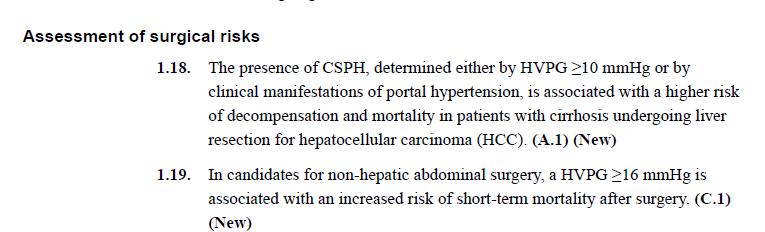 Assessment of surgical risks
1.18. The presence of CSPH, determined either by HVPG ≥10 mmHg or by
clinical manifestations of portal hypertension, is associated with a higher risk
of decompensation and mortality in patients with cirrhosis undergoing liver
resection for hepatocellular carcinoma (HCC). (A.1) (New)
1.19. In candidates for non-hepatic abdominal surgery, a HVPG ≥16 mmHg is
associated with an increased risk of short-term mortality after surgery. (C.1)
(New)